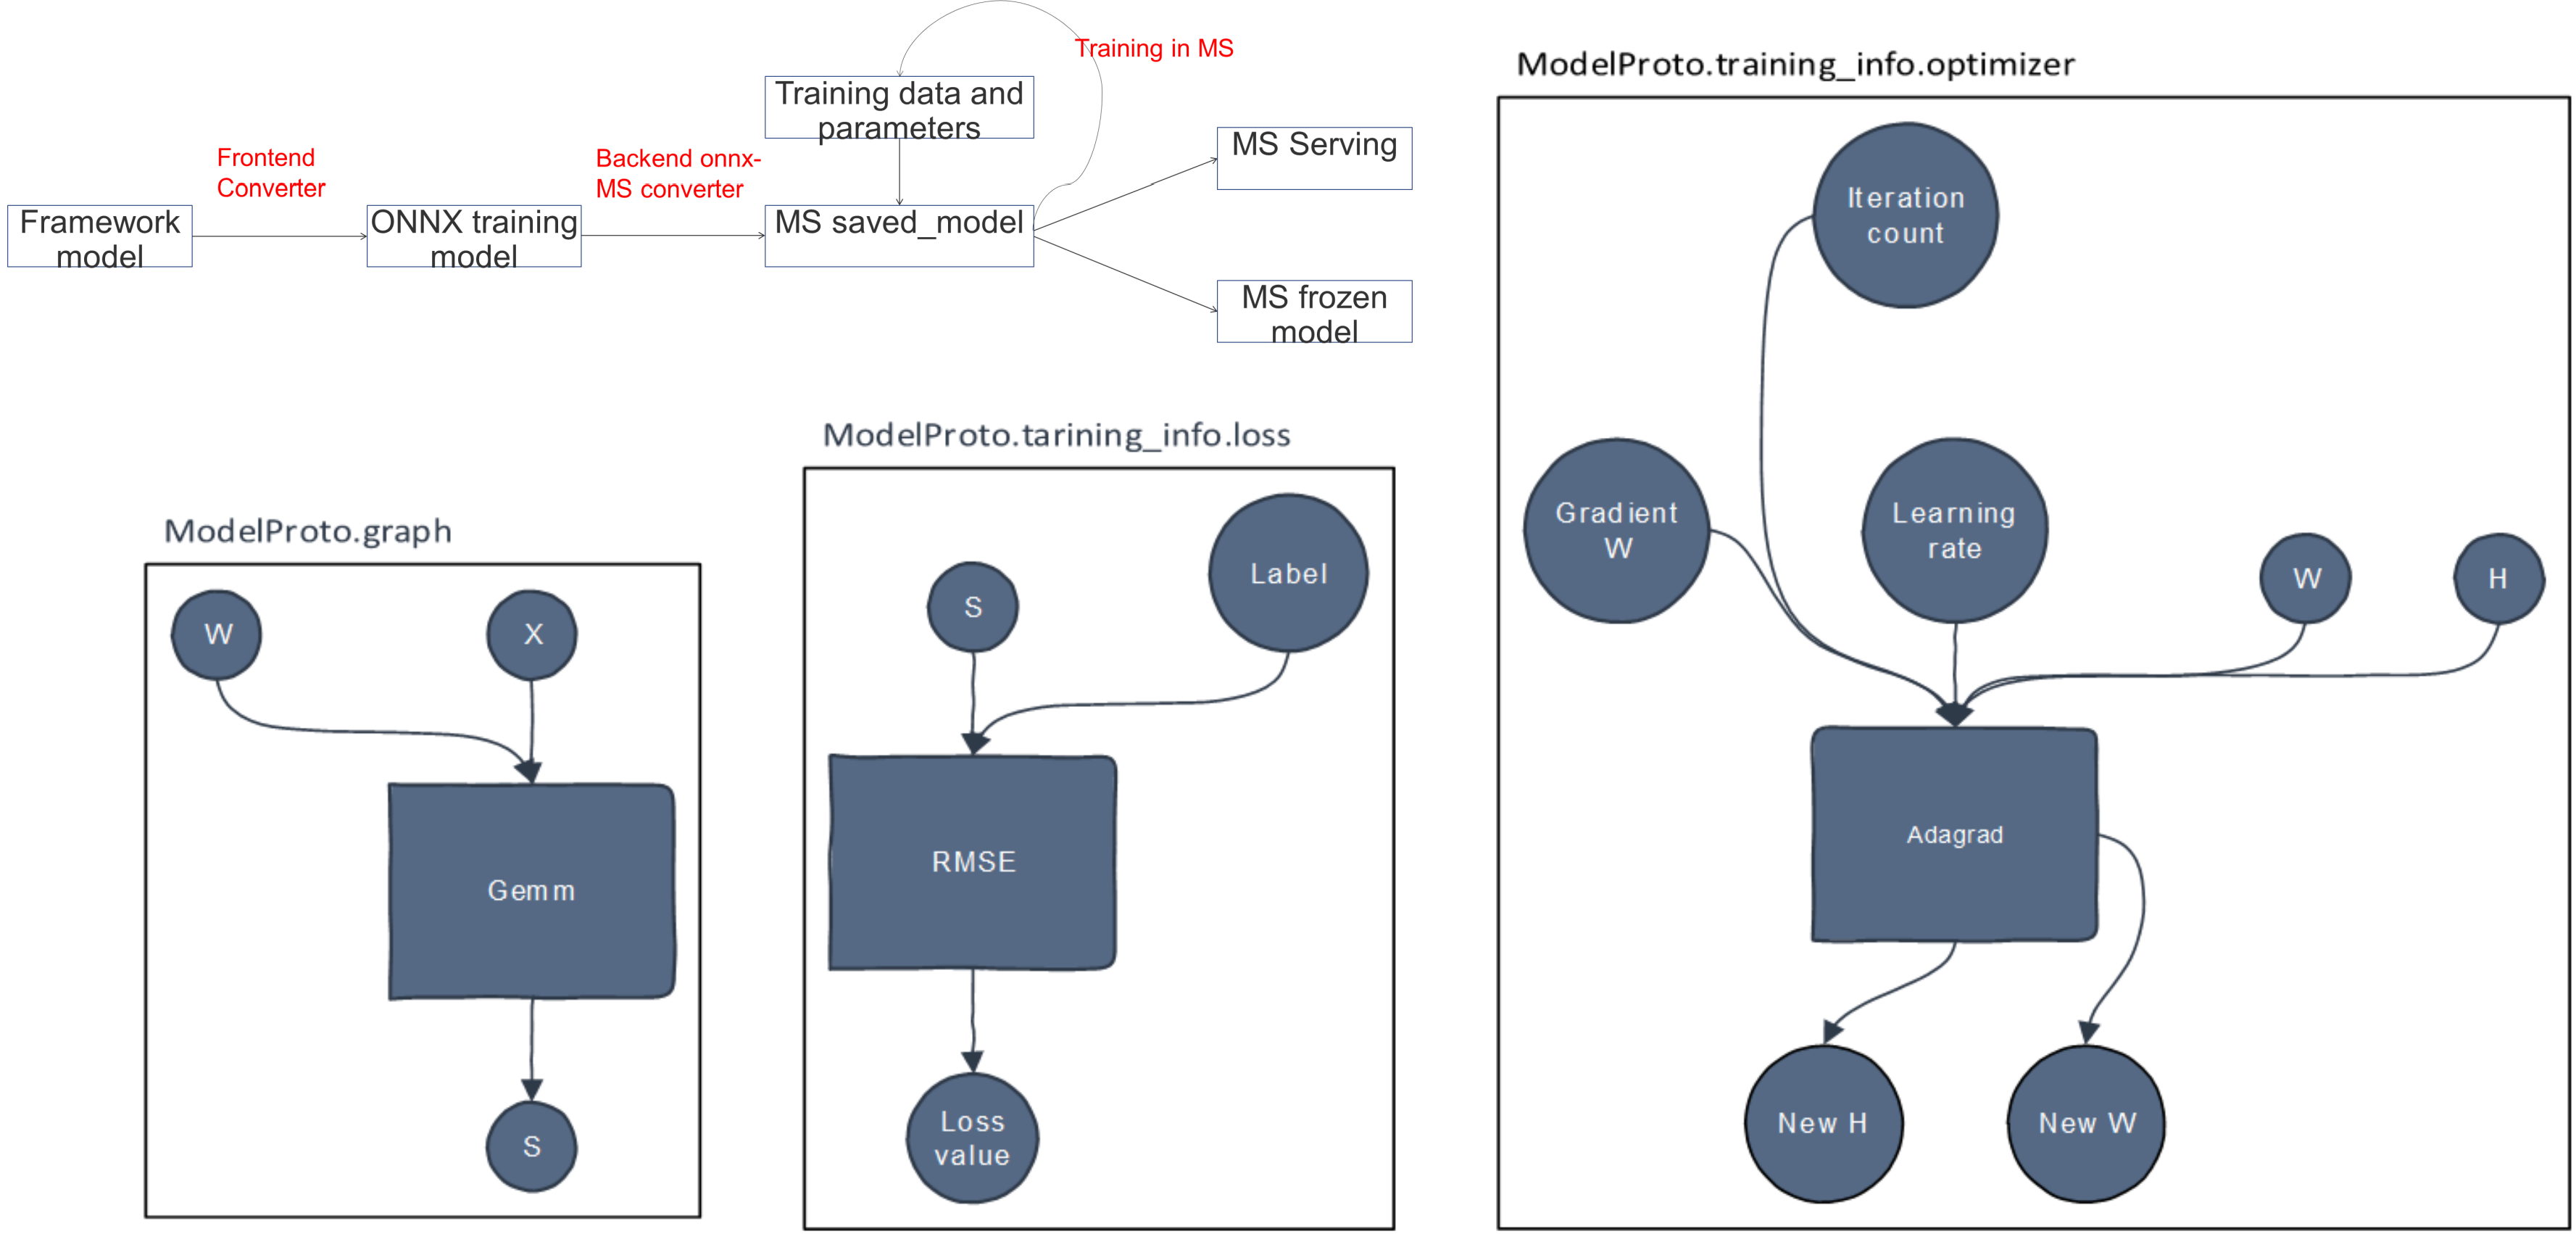 Training in MS
Training data and
parameters
MS Serving
Frontend
Converter
Backend onnx-
MS converter
Framework
model
ONNX training
model
MS saved_model
MS frozen
model
ModelProto.graph
W
X
Gemm
S
ModelProto.tarining_info.loss
S
Label
RMSE
Loss
value
ModelProto.training_info.optimizer
Iteration
count
Gradient
W
Learning
rate
W
H
Adagrad
New H
New W